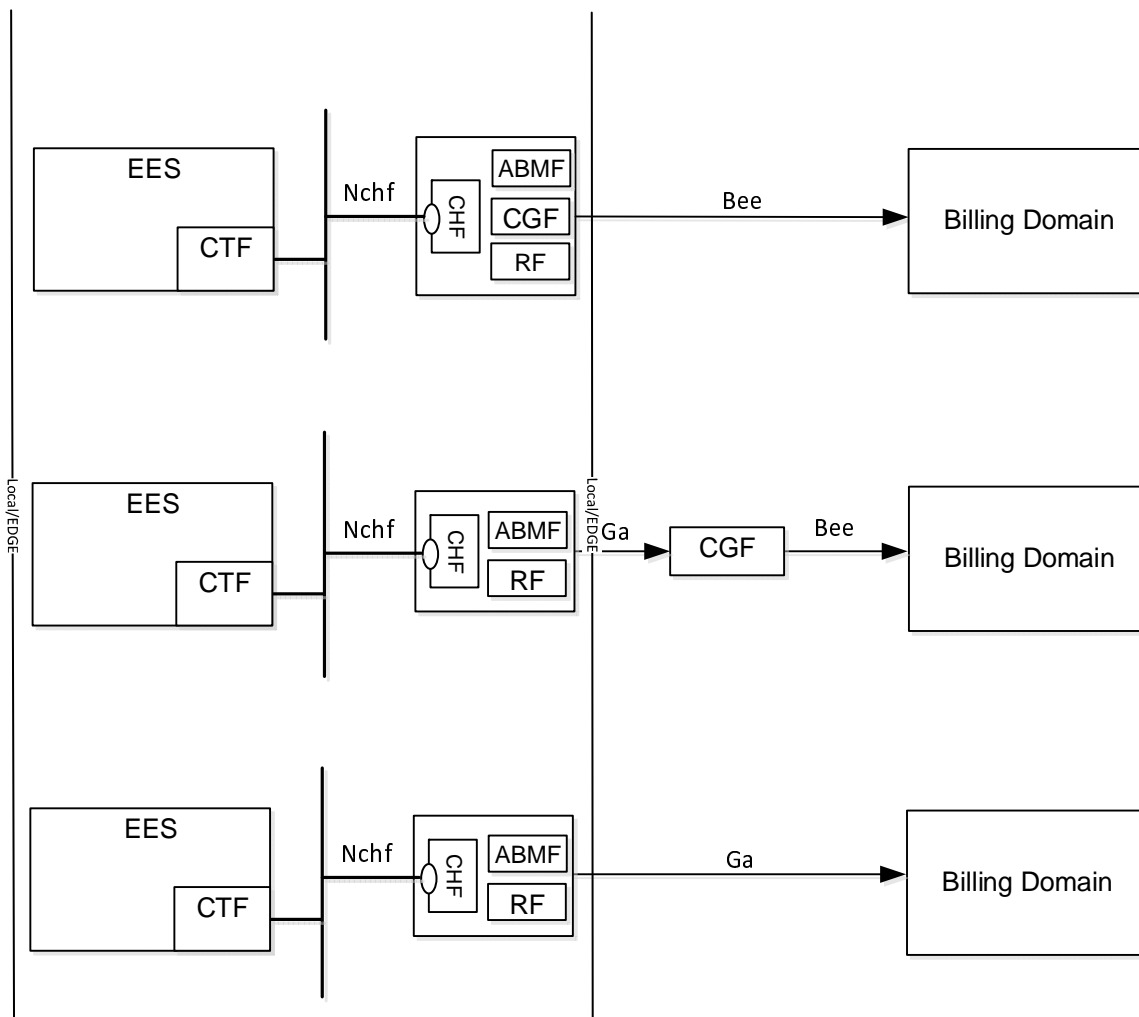 EES
CTF
Nchf
CHF
ABMF
CGF
RF
Bee
Billing Domain
Local/EDGE
EES
CTF
Nchf
CHF
ABMF
RF
Local/EDGE
Ga
CGF
Bee
Billing Domain
EES
CTF
Nchf
CHF
ABMF
RF
Ga
Billing Domain